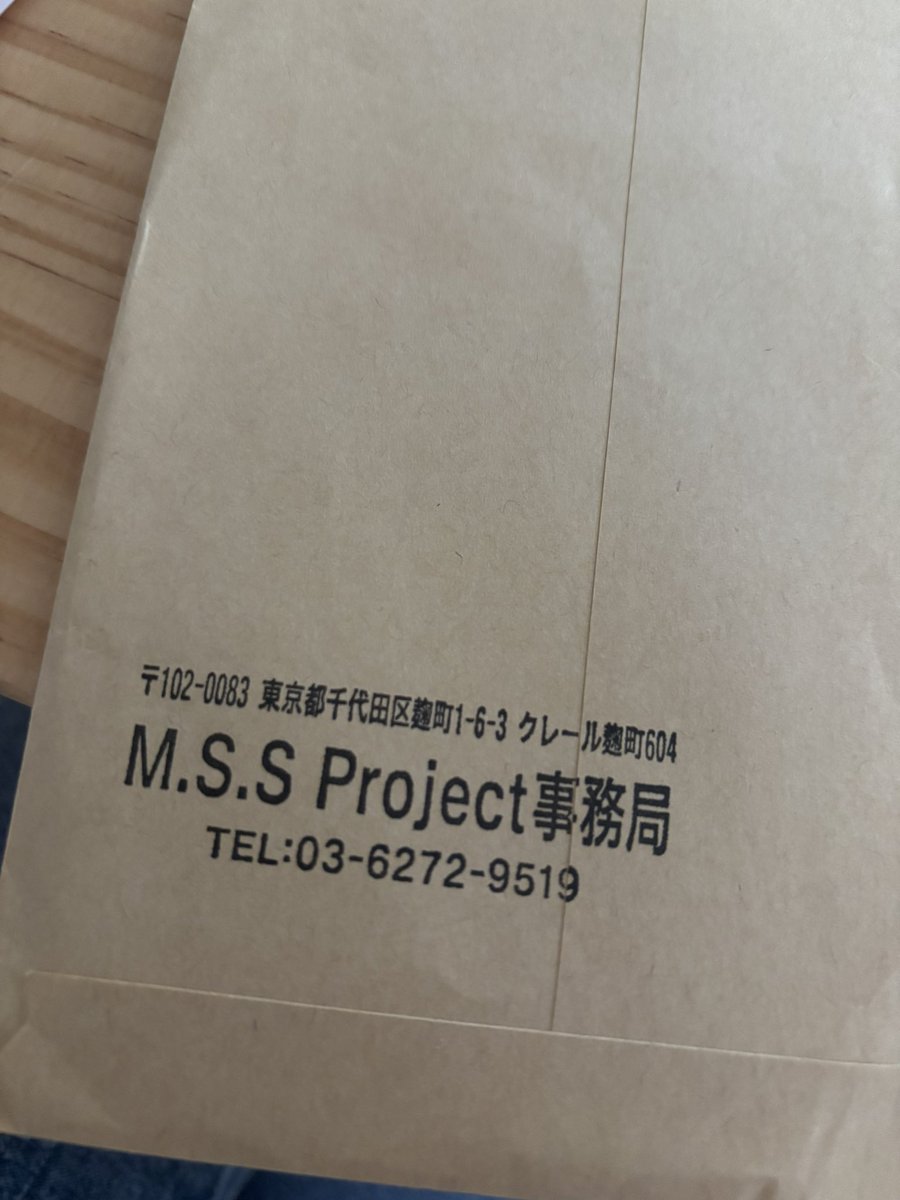 〒102-0083 東京都千代田区麹町1-6-3 クレール麹町604
M.S.S Project事務局
TEL:03-6272-9519